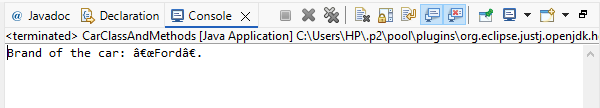 @ Javadoc Declaration Console
<terminated> CarClassAndMethods [Java Application] C:\Users\HP\.p2\pool\plugins\org.eclipse.justj.openjdk.h
Brand of the car: â€œFordâ€.